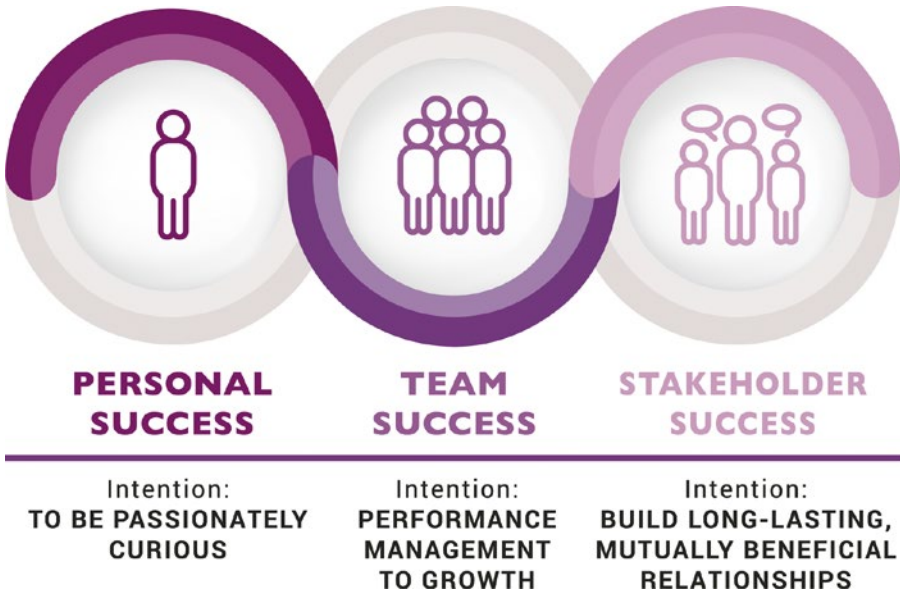 PERSONAL
SUCCESS
Intention:
TO BE PASSIONATELY
CURIOUS
TEAM
SUCCESS
Intention:
PERFORMANCE
MANAGEMENT
TO GROWTH
STAKEHOLDER
SUCCESS
Intention:
BUILD LONG-LASTING,
MUTUALLY BENEFICIAL
RELATIONSHIPS